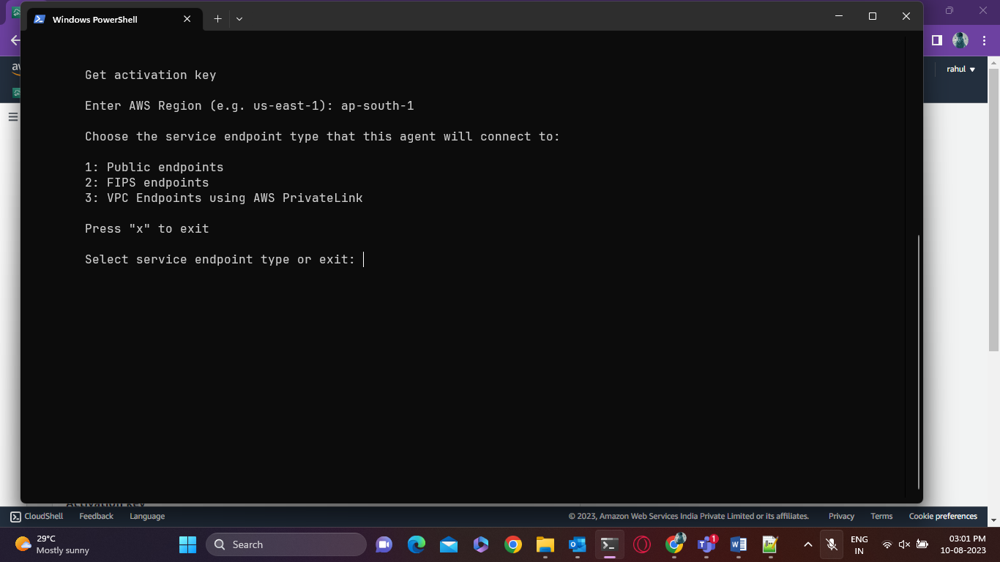 Windows PowerShell
aw
rahul
Get activation key
Enter AWS Region (e.g. us-east-1): ap-south-1
Choose the service endpoint type that this agent will connect to:
1: Public endpoints
2: FIPS endpoints
3: VPC Endpoints using AWS PrivateLink
Press "x" to exit
Select service endpoint type or exit:
Activation key
CloudShell Feedback Language © 2023, Amazon Web Services India Private Limited or its affiliates. Privacy Terms Cookie preferences
29°C
Mostly sunny
Search
1
ENG
IN
03:01 PM
10-08-2023